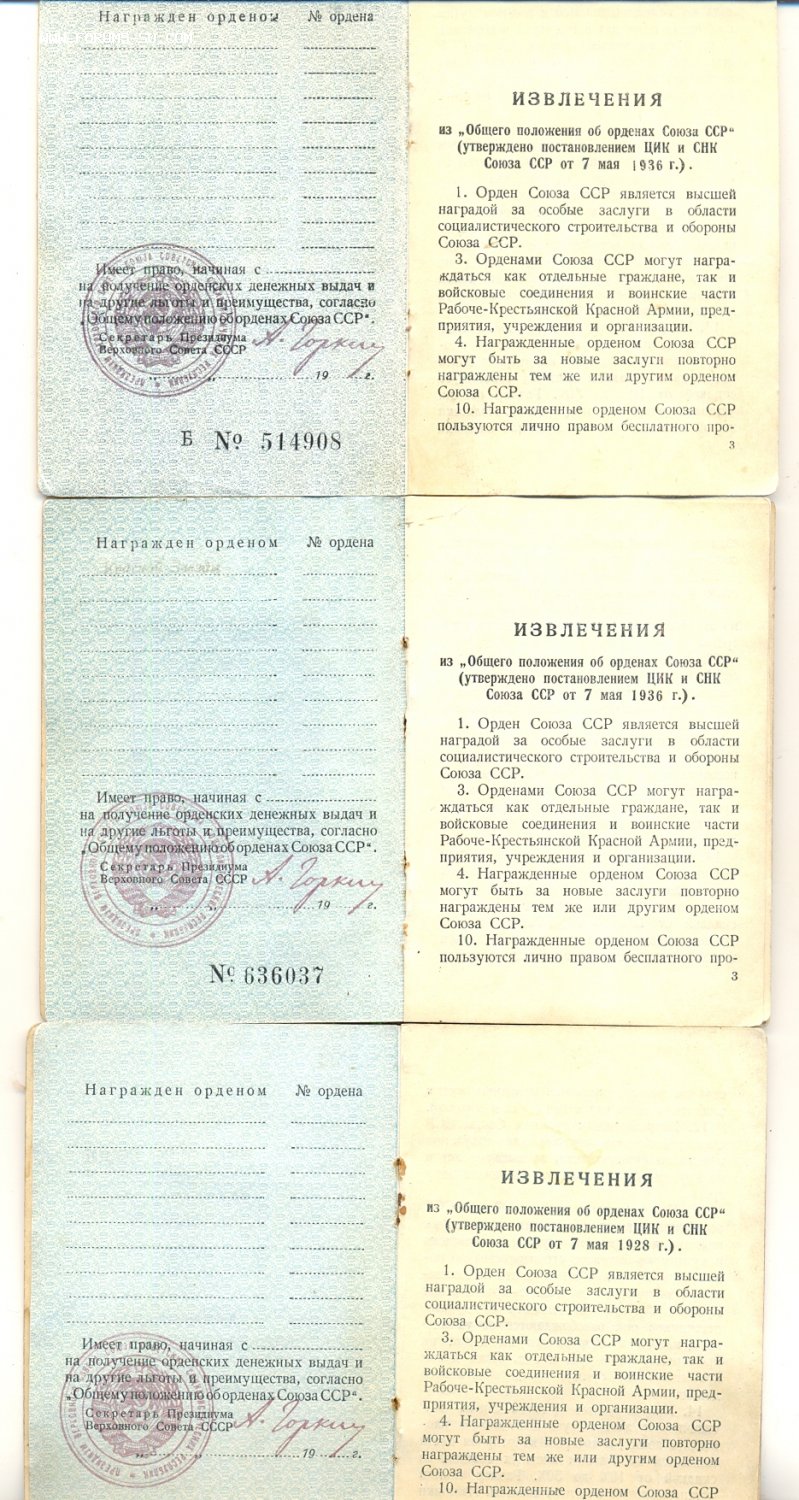 Награжден орденом № ордена
Имеет право, начиная с
на получение орденских денежных выдач и
на другие льготы и преимущества, согласно
„Общему положению об орденах Союза ССР“.
Секретарь Президиума
Верховного Совета СССР А. Горкин
„ „ 19 г.
Б № 514908
ИЗВЛЕЧЕНИЯ
из „Общего положения об орденах Союза ССР“
(утверждено постановлением ЦИК и СНК
Союза ССР от 7 мая 1936 г.).
1. Орден Союза ССР является высшей
наградой за особые заслуги в области
социалистического строительства и обороны
Союза ССР.
3. Орденами Союза ССР могут награ-
ждаться как отдельные граждане, так и
войсковые соединения и воинские части
Рабоче-Крестьянской Красной Армии, пред-
приятия, учреждения и организации.
4. Награжденные орденом Союза ССР
могут быть за новые заслуги повторно
награждены тем же или другим орденом
Союза ССР.
10. Награжденные орденом Союза ССР
пользуются лично правом бесплатного про-
3
Награжден орденом № ордена
Имеет право, начиная с
на получение орденских денежных выдач и
на другие льготы и преимущества, согласно
„Общему положению об орденах Союза ССР“.
Секретарь Президиума
Верховного Совета СССР А. Горкин
„ „ 19 г.
№ 636037
ИЗВЛЕЧЕНИЯ
из „Общего положения об орденах Союза ССР“
(утверждено постановлением ЦИК и СНК
Союза ССР от 7 мая 1936 г.).
1. Орден Союза ССР является высшей
наградой за особые заслуги в области
социалистического строительства и обороны
Союза ССР.
3. Орденами Союза ССР могут награ-
ждаться как отдельные граждане, так и
войсковые соединения и воинские части
Рабоче-Крестьянской Красной Армии, пред-
приятия, учреждения и организации.
4. Награжденные орденом Союза ССР
могут быть за новые заслуги повторно
награждены тем же или другим орденом
Союза ССР.
10. Награжденные орденом Союза ССР
пользуются лично правом бесплатного про-
3
Награжден орденом № ордена
Имеет право, начиная с
на получение орденских денежных выдач и
на другие льготы и преимущества, согласно
„Общему положению об орденах Союза ССР“.
Секретарь Президиума
Верховного Совета СССР А. Горкин
„ „ 19 г.
ИЗВЛЕЧЕНИЯ
из „Общего положения об орденах Союза ССР“
(утверждено постановлением ЦИК и СНК
Союза ССР от 7 мая 1928 г.).
1. Орден Союза ССР является высшей
наградой за особые заслуги в области
социалистического строительства и обороны
Союза ССР.
3. Орденами Союза ССР могут награ-
ждаться как отдельные граждане, так и
войсковые соединения и воинские части
Рабоче-Крестьянской Красной Армии, пред-
приятия, учреждения и организации.
4. Награжденные орденом Союза ССР
могут быть за новые заслуги повторно
награждены тем же или другим орденом
Союза ССР.
10. Награжденные орденом Союза ССР